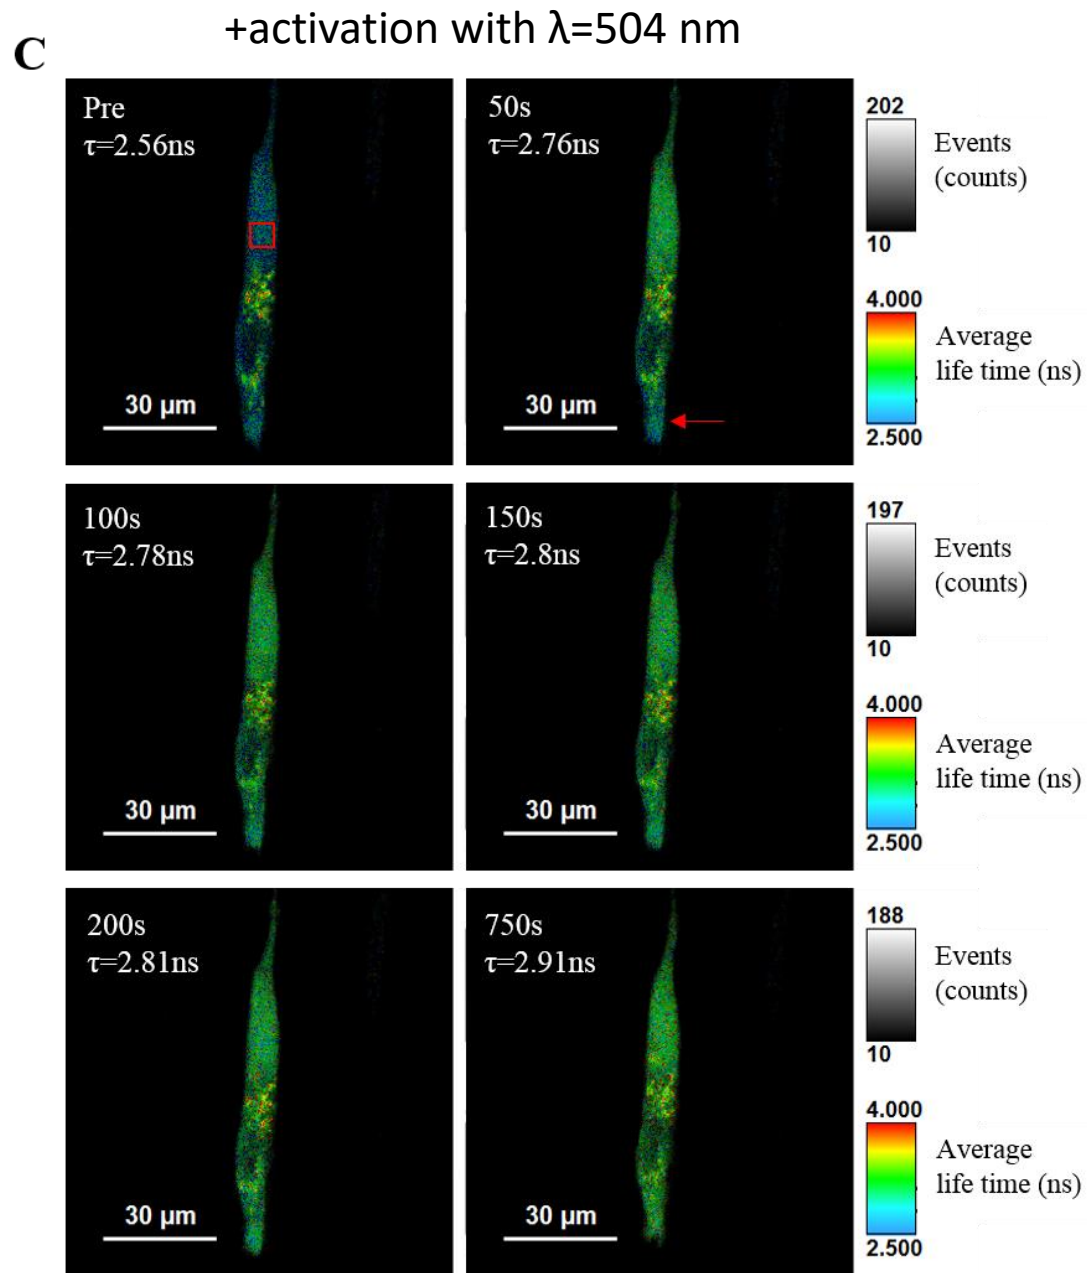 +activation with λ=504 nm
C
Pre
τ=2.56ns
30 μm
50s
τ=2.76ns
30 μm
202
Events
(counts)
10
4.000
Average
life time (ns)
2.500
100s
τ=2.78ns
30 μm
150s
τ=2.8ns
30 μm
197
Events
(counts)
10
4.000
Average
life time (ns)
2.500
200s
τ=2.81ns
30 μm
750s
τ=2.91ns
30 μm
188
Events
(counts)
10
4.000
Average
life time (ns)
2.500